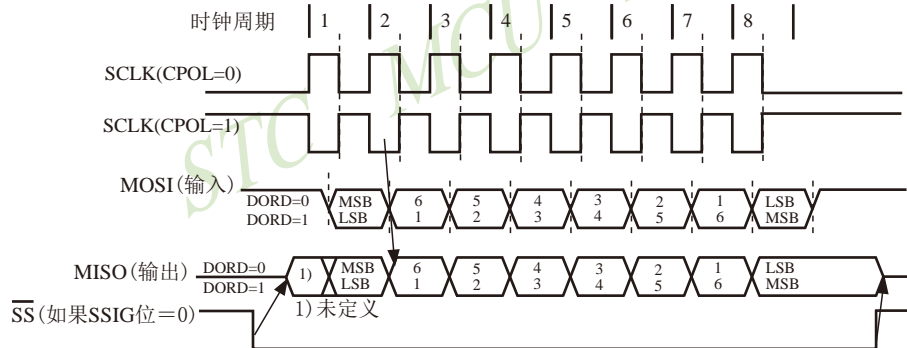 时钟周期 1 2 3 4 5 6 7 8
SCLK(CPOL=0)
SCLK(CPOL=1)
MOSI(输入)
DORD=0 MSB 6 5 4 3 2 1 LSB
DORD=1 LSB 1 2 3 4 5 6 MSB
MISO(输出)
DORD=0 1) MSB 6 5 4 3 2 1 LSB
DORD=1 LSB 1 2 3 4 5 6 MSB
1)未定义
SS(如果SSIG位=0)
STC MCU